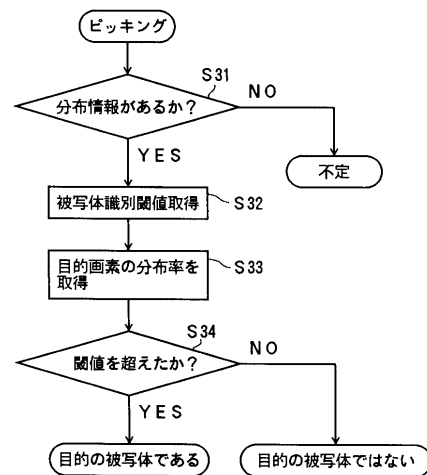 ピッキング
S31
分布情報があるか?
NO
YES
不定
被写体識別閾値取得
S32
目的画素の分布率を
取得
S33
S34
閾値を超えたか?
NO
YES
目的の被写体である
目的の被写体ではない